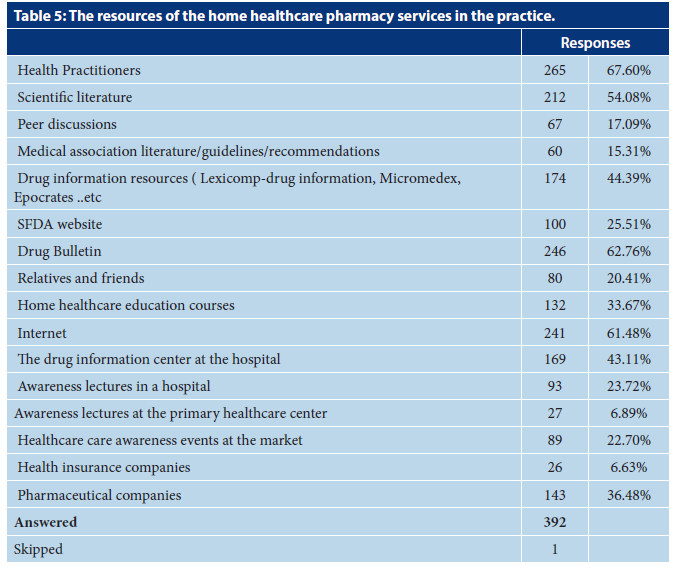 Table 5: The resources of the home healthcare pharmacy services in the practice.
Responses
Health Practitioners 265 67.60%
Scientific literature 212 54.08%
Peer discussions 67 17.09%
Medical association literature/guidelines/recommendations 60 15.31%
Drug information resources ( Lexicomp-drug information, Micromedex, 174 44.39%
Epocrates ..etc
SFDA website 100 25.51%
Drug Bulletin 246 62.76%
Relatives and friends 80 20.41%
Home healthcare education courses 132 33.67%
Internet 241 61.48%
The drug information center at the hospital 169 43.11%
Awareness lectures in a hospital 93 23.72%
Awareness lectures at the primary healthcare center 27 6.89%
Healthcare care awareness events at the market 89 22.70%
Health insurance companies 26 6.63%
Pharmaceutical companies 143 36.48%
Answered 392
Skipped 1